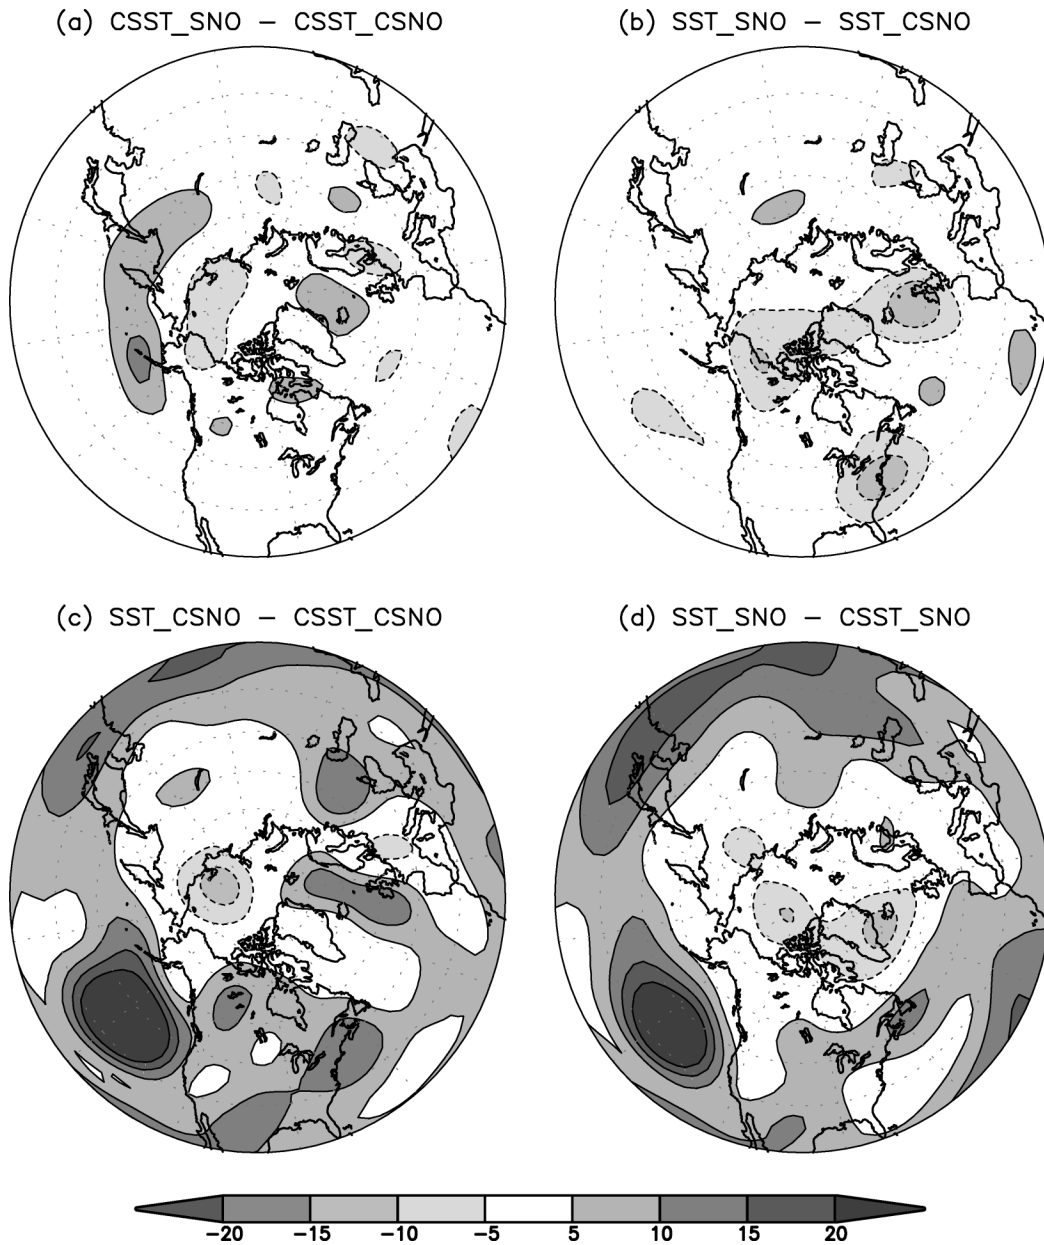 (a) CSST_SNO − CSST_CSNO
(b) SST_SNO − SST_CSNO
(c) SST_CSNO − CSST_CSNO
(d) SST_SNO − CSST_SNO
−20 −15 −10 −5 5 10 15 20